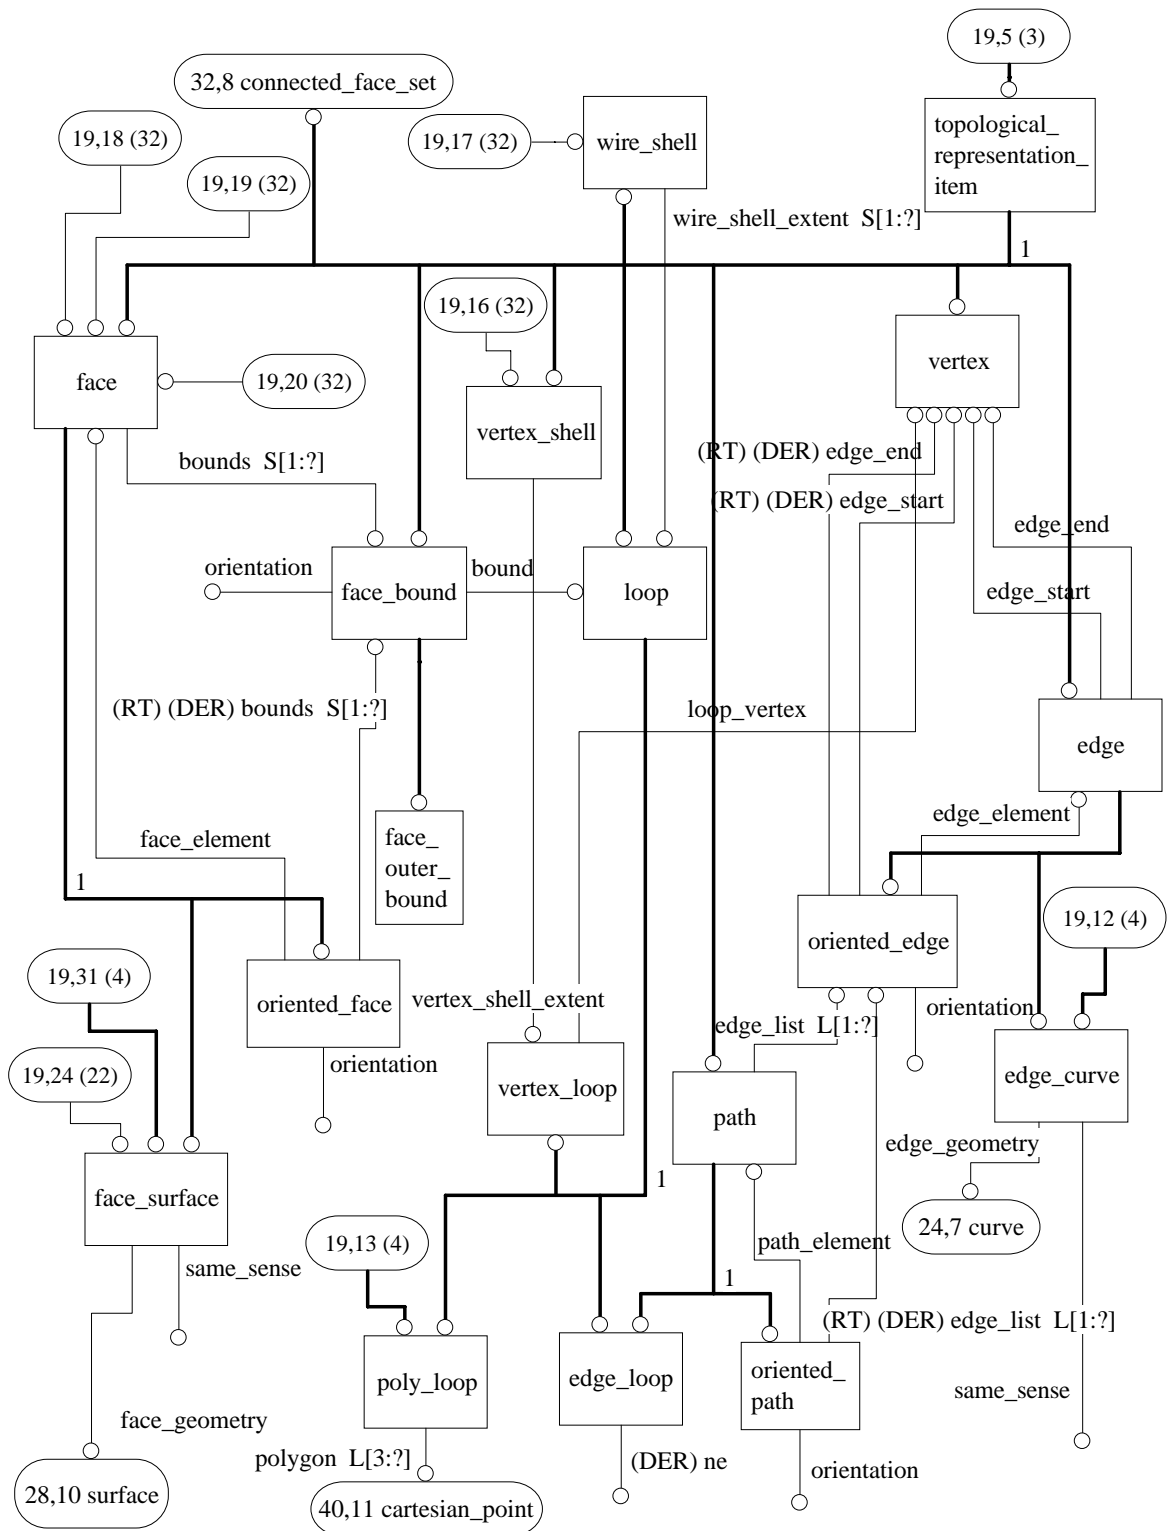 19,5 (3)
32,8 connected_face_set
19,18 (32)
19,17 (32)
wire_shell
topological_
representation_
item
19,19 (32)
wire_shell_extent S[1:?]
1
19,16 (32)
vertex
face
19,20 (32)
vertex_shell
bounds S[1:?]
(RT) (DER) edge_end
(RT) (DER) edge_start
edge_end
orientation
bound
face_bound
loop
edge_start
(RT) (DER) bounds S[1:?]
loop_vertex
edge
face_element
face_
outer_
bound
edge_element
1
19,12 (4)
oriented_edge
19,31 (4)
oriented_face
vertex_shell_extent
orientation
edge_list L[1:?]
orientation
19,24 (22)
vertex_loop
edge_curve
path
edge_geometry
1
face_surface
24,7 curve
19,13 (4)
path_element
same_sense
1
(RT) (DER) edge_list L[1:?]
poly_loop
edge_loop
oriented_
path
same_sense
face_geometry
polygon L[3:?]
(DER) ne
orientation
28,10 surface
40,11 cartesian_point